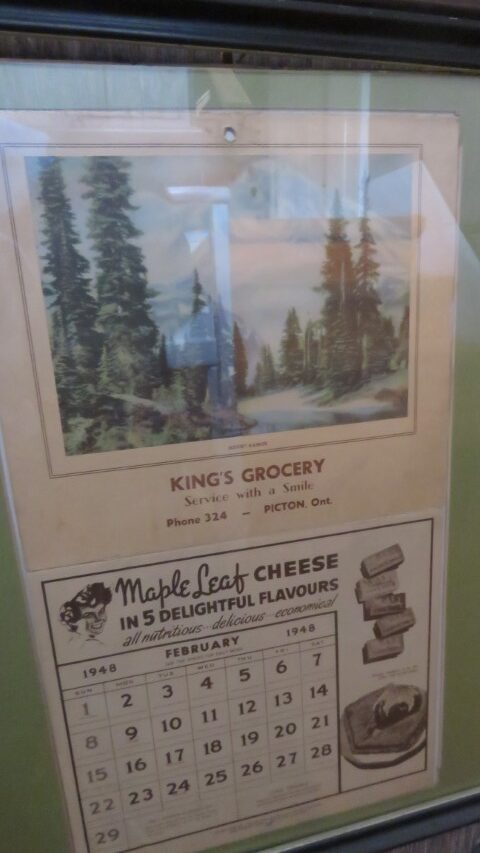 KING'S GROCERY
Service with a Smile
Phone 324 — PICTON, Ont.
Maple Leaf CHEESE
IN 5 DELIGHTFUL FLAVOURS
all nutritious--delicious--economical
1948 FEBRUARY 1948
SUN MON TUE WED THU FRI SAT
1 2 3 4 5 6 7
8 9 10 11 12 13 14
15 16 17 18 19 20 21
22 23 24 25 26 27 28
29